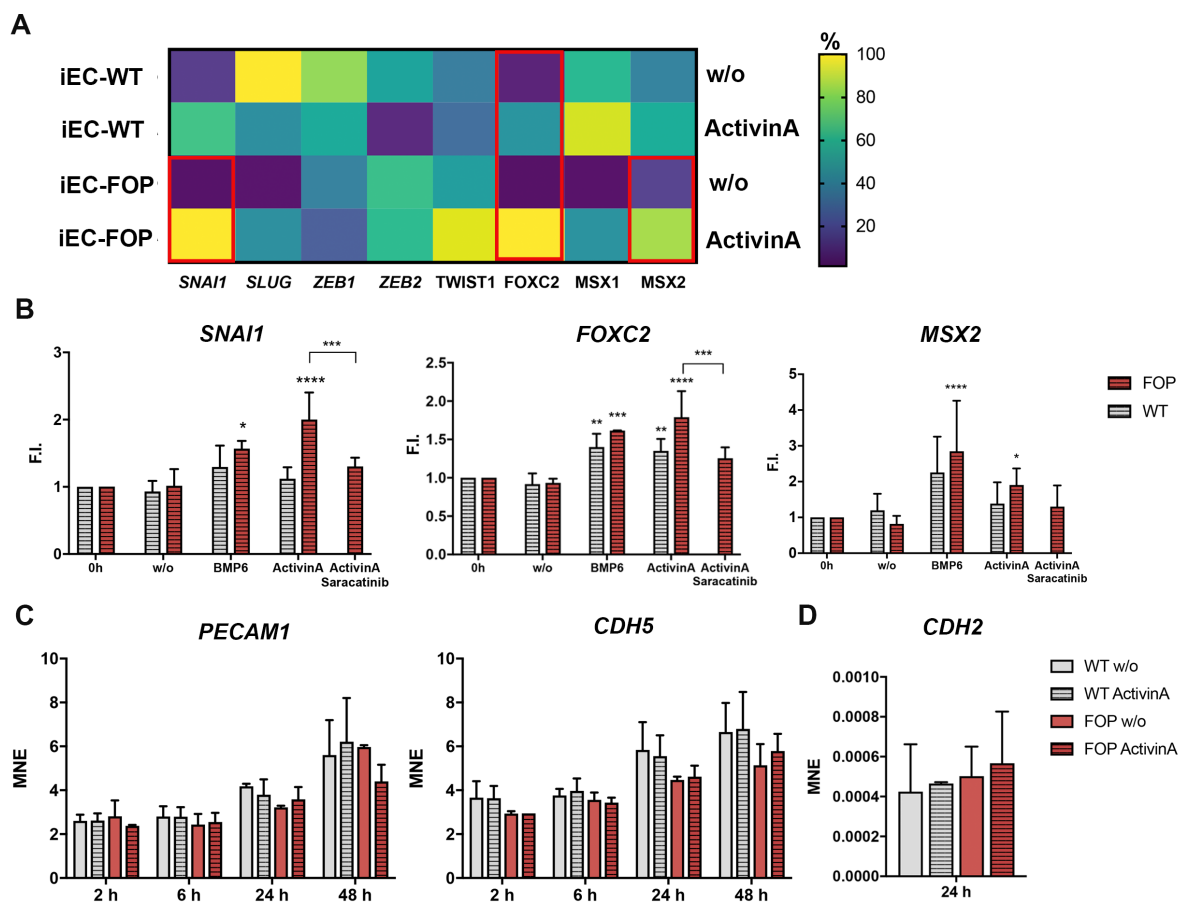 A
%
iEC-WT w/o 100
iEC-WT ActivinA 80
60
iEC-FOP w/o 40
iEC-FOP ActivinA 20
SNAI1 SLUG ZEB1 ZEB2 TWIST1 FOXC2 MSX1 MSX2
B
SNAI1
F.I.
3
2
1
0
* **** ***
0h w/o BMP6 ActivinA ActivinA
Saracatinib
FOXC2
F.I.
2.5
2.0
1.5
1.0
0.5
0.0
** *** ** **** ***
0h w/o BMP6 ActivinA ActivinA
Saracatinib
MSX2
F.I.
5
4
3
2
1
0
**** *
0h w/o BMP6 ActivinA ActivinA
Saracatinib
FOP
WT
C
PECAM1
MNE
10
8
6
4
2
0
2 h 6 h 24 h 48 h
CDH5
MNE
10
8
6
4
2
0
2 h 6 h 24 h 48 h
D
CDH2
MNE
0.0010
0.0008
0.0006
0.0004
0.0002
0.0000
24 h
WT w/o
WT ActivinA
FOP w/o
FOP ActivinA